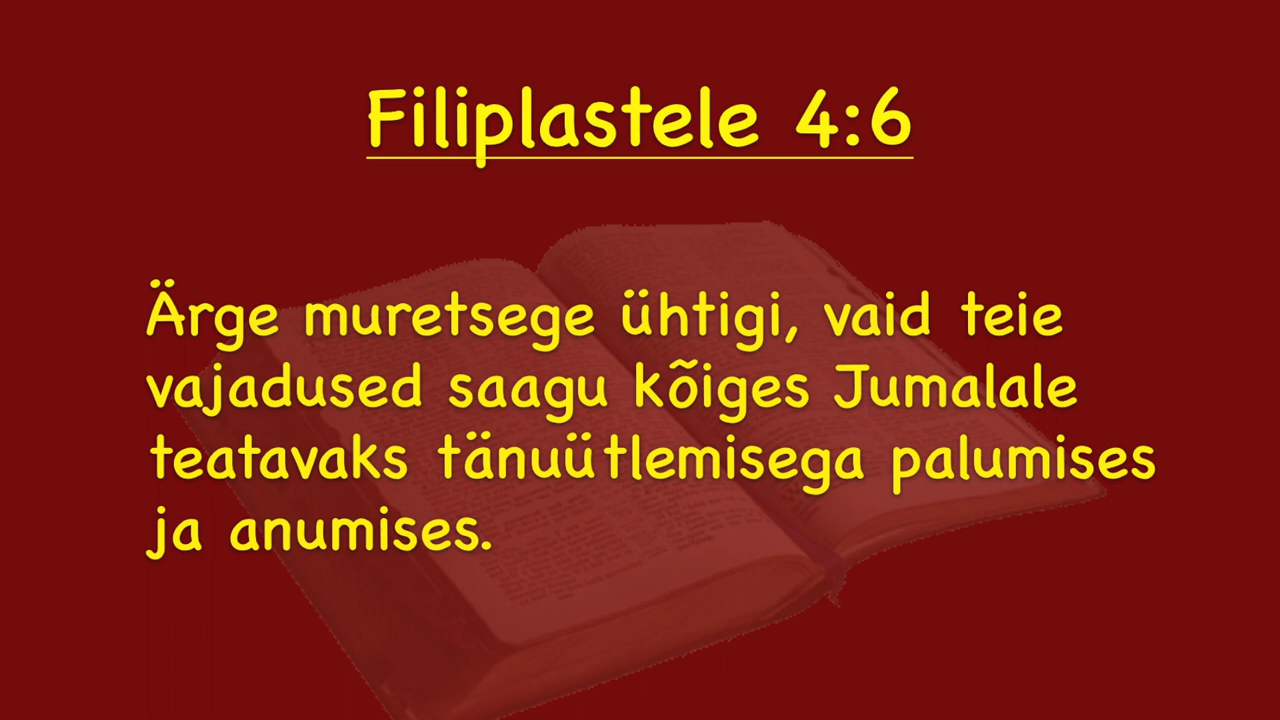 Filiplastele 4:6
Ärge muretsege ühtigi, vaid teie
vajadused saagu kõiges Jumalale
teatavaks tänuütlemisega palumises
ja anumises.